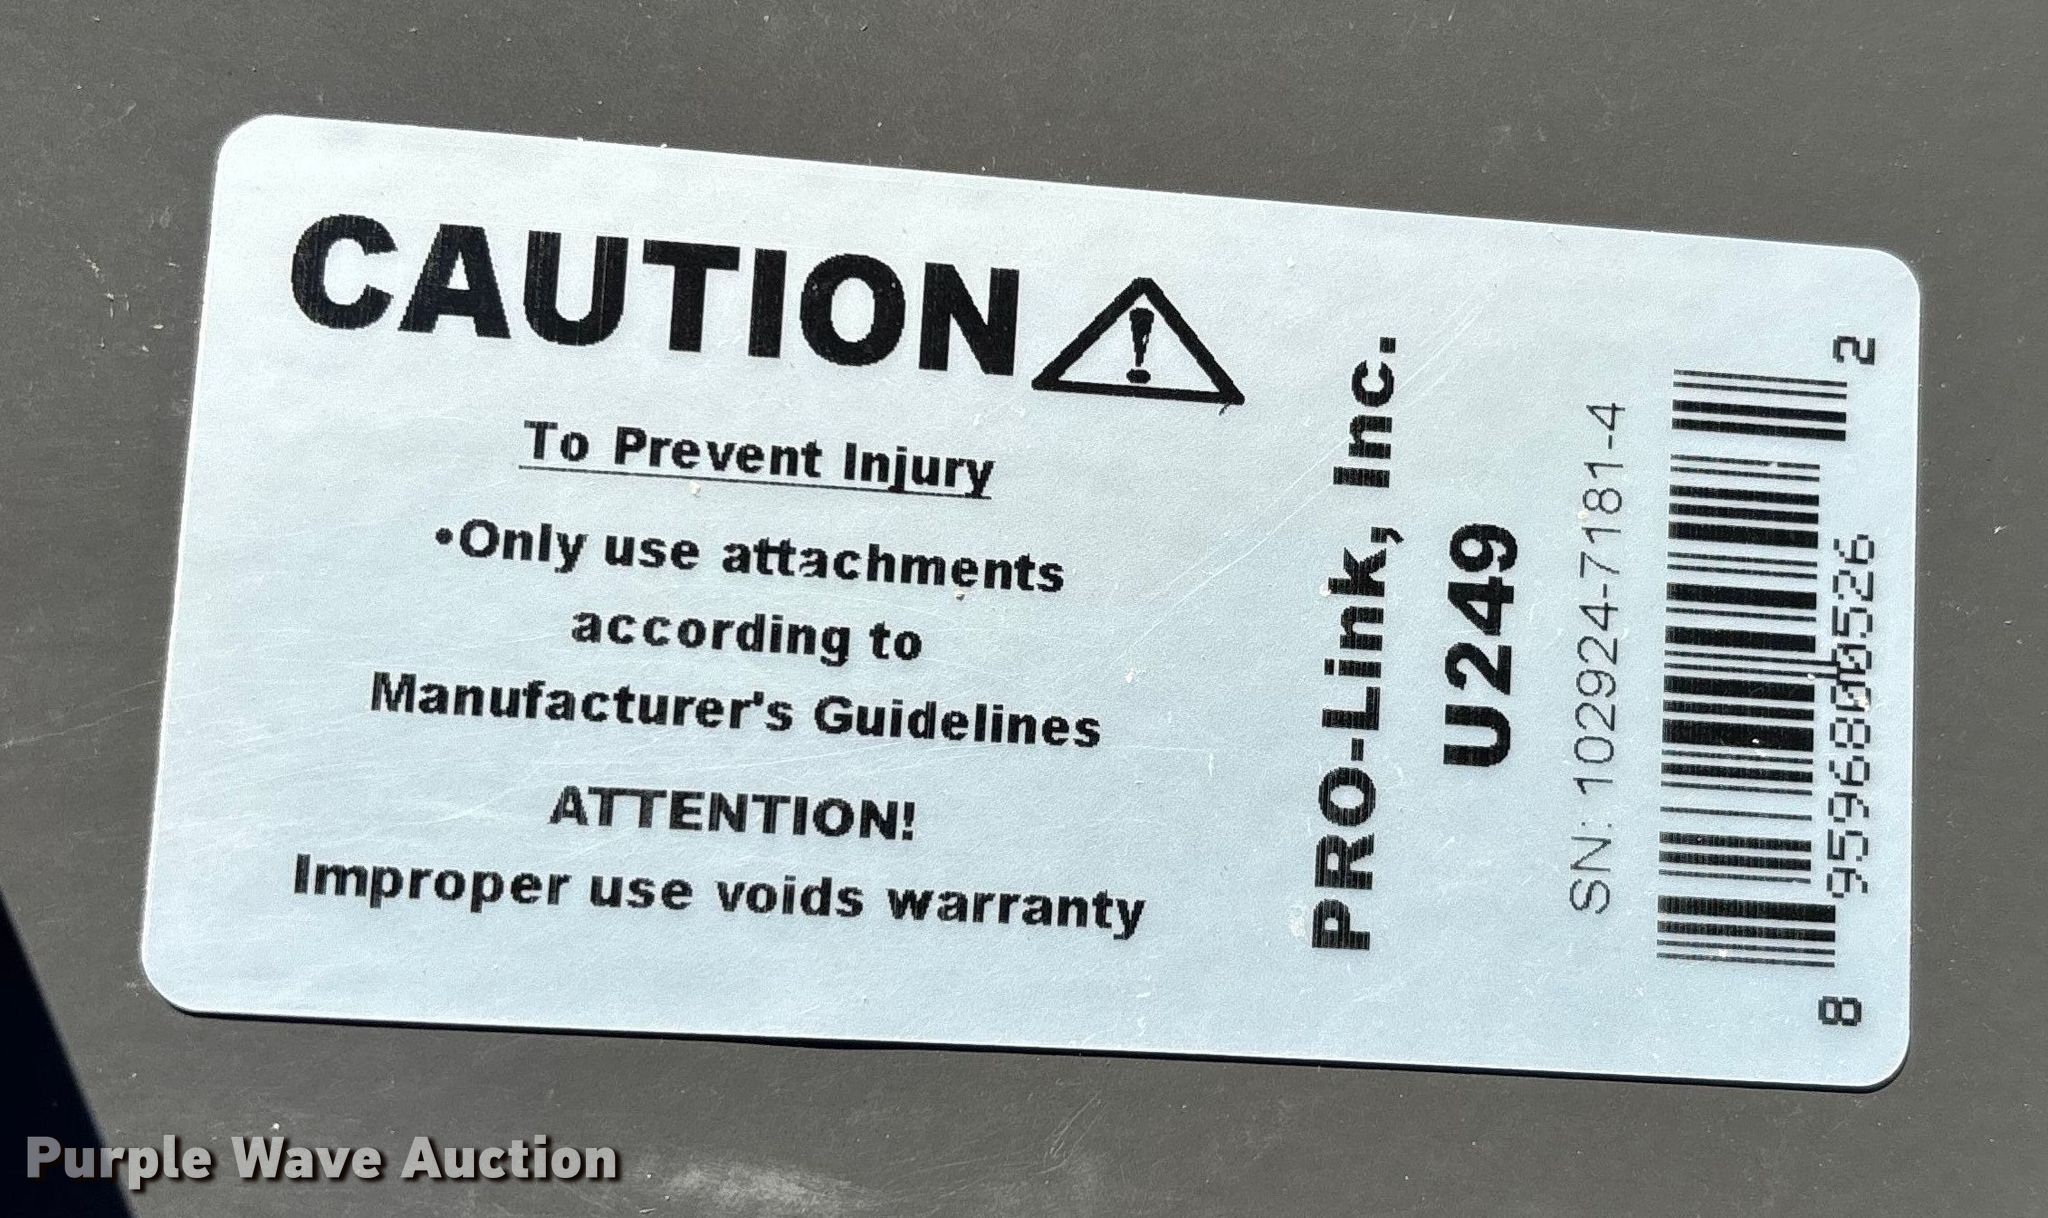 CAUTION
To Prevent Injury
•Only use attachments
according to
Manufacturer's Guidelines
ATTENTION!
Improper use voids warranty
PRO-Link, Inc.
U249
SN: 102924-7181-4
8 2
Purple Wave Auction